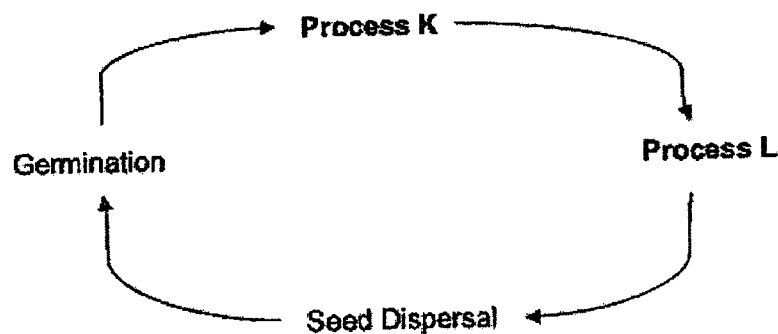 Process K
Germination
Process L
Seed Dispersal